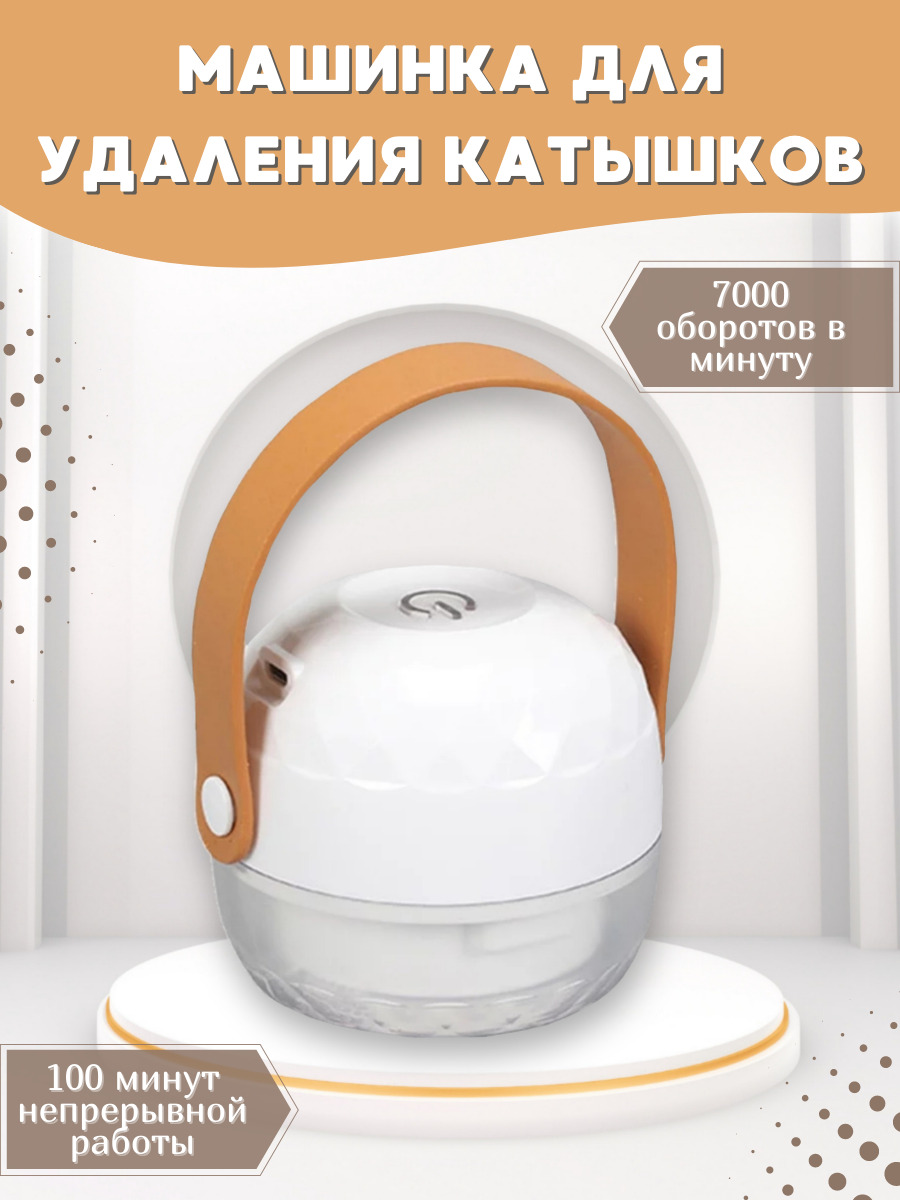 МАШИНКА ДЛЯ
УДАЛЕНИЯ КАТЫШКОВ
7000
оборотов в
минуту
100 минут
непрерывной
работы